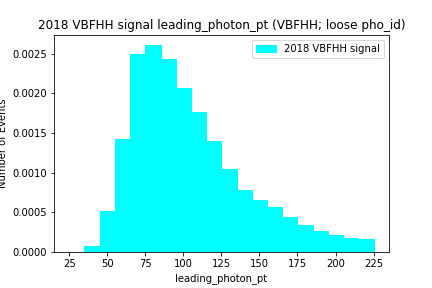 2018 VBFHH signal leading_photon_pt (VBFHH; loose pho_id)
2018 VBFHH signal
Number of Events
0.0025
0.0020
0.0015
0.0010
0.0005
0.0000
25 50 75 100 125 150 175 200 225
leading_photon_pt